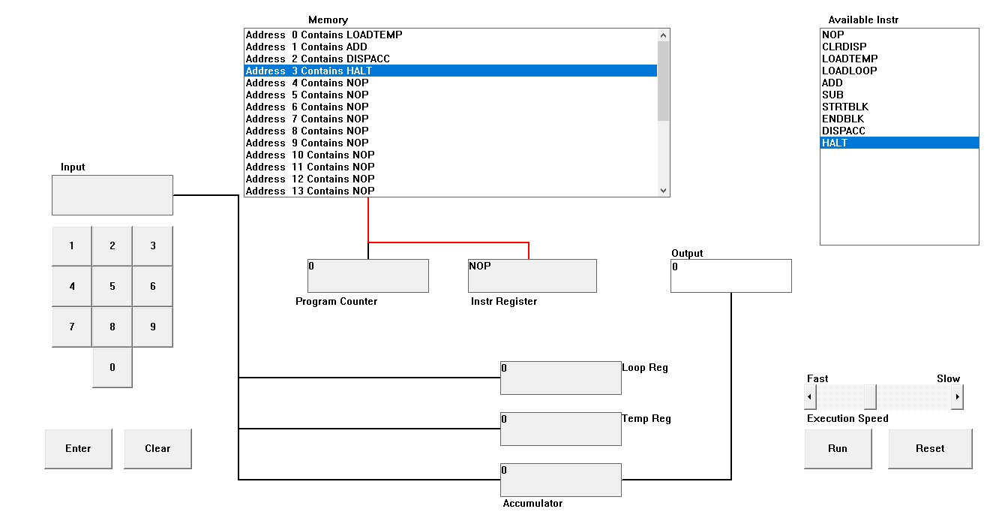 Memory
Address  0 Contains LOADTEMP
Address  1 Contains ADD
Address  2 Contains DISPACC
Address  3 Contains HALT
Address  4 Contains NOP
Address  5 Contains NOP
Address  6 Contains NOP
Address  7 Contains NOP
Address  8 Contains NOP
Address  9 Contains NOP
Address  10 Contains NOP
Address  11 Contains NOP
Address  12 Contains NOP
Address  13 Contains NOP
Available Instr
NOP
CLRDISP
LOADTEMP
LOADLOOP
ADD
SUB
STRTBLK
ENDBLK
DISPACC
HALT
Input
1 2 3
4 5 6
7 8 9
0
Enter Clear
0
Program Counter
NOP
Instr Register
Output
0
0 Loop Reg
0 Temp Reg
0
Accumulator
Fast Slow
Execution Speed
Run Reset